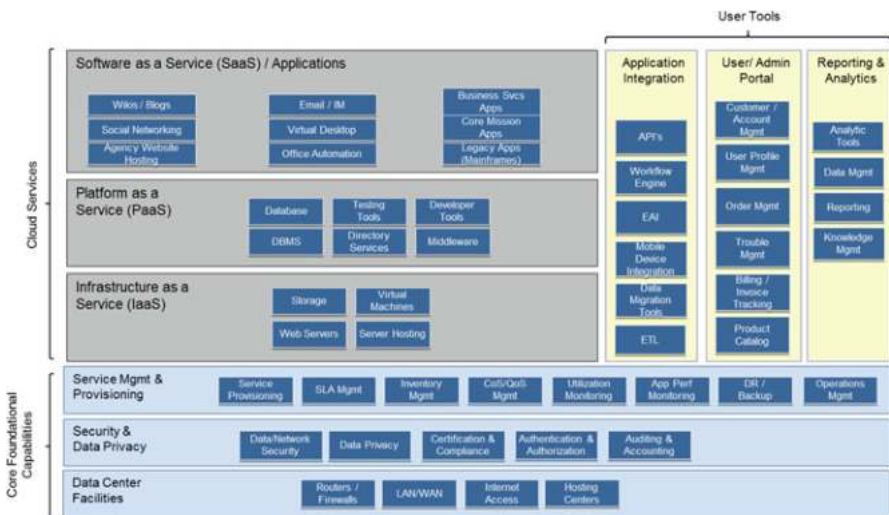 User Tools
Cloud Services
Software as a Service (SaaS) / Applications
Wikis / Blogs
Social Networking
Agency Website
Hosting
Email / IM
Virtual Desktop
Office Automation
Business Svcs
Apps
Core Mission
Apps
Legacy Apps
(Mainframes)
Platform as a
Service (PaaS)
Database
Testing
Tools
Developer
Tools
DBMS
Directory
Services
Middleware
Infrastructure as a
Service (IaaS)
Storage
Virtual
Machines
Web Servers
Server Hosting
Application
Integration
API's
Workflow
Engine
EAI
Mobile
Device
Integration
Data
Migration
Tools
ETL
User/ Admin
Portal
Customer /
Account
Mgmt
User Profile
Mgmt
Order Mgmt
Trouble
Mgmt
Billing /
Invoice
Tracking
Product
Catalog
Reporting &
Analytics
Analytic
Tools
Data Mgmt
Reporting
Knowledge
Mgmt
Core Foundational
Capabilities
Service Mgmt &
Provisioning
Service
Provisioning
SLA Mgmt
Inventory
Mgmt
CoS/QoS
Mgmt
Utilization
Monitoring
App Perf
Monitoring
DR /
Backup
Operations
Mgmt
Security &
Data Privacy
Data/Network
Security
Data Privacy
Certification &
Compliance
Authentication &
Authorization
Auditing &
Accounting
Data Center
Facilities
Routers /
Firewalls
LAN/WAN
Internet
Access
Hosting
Centers